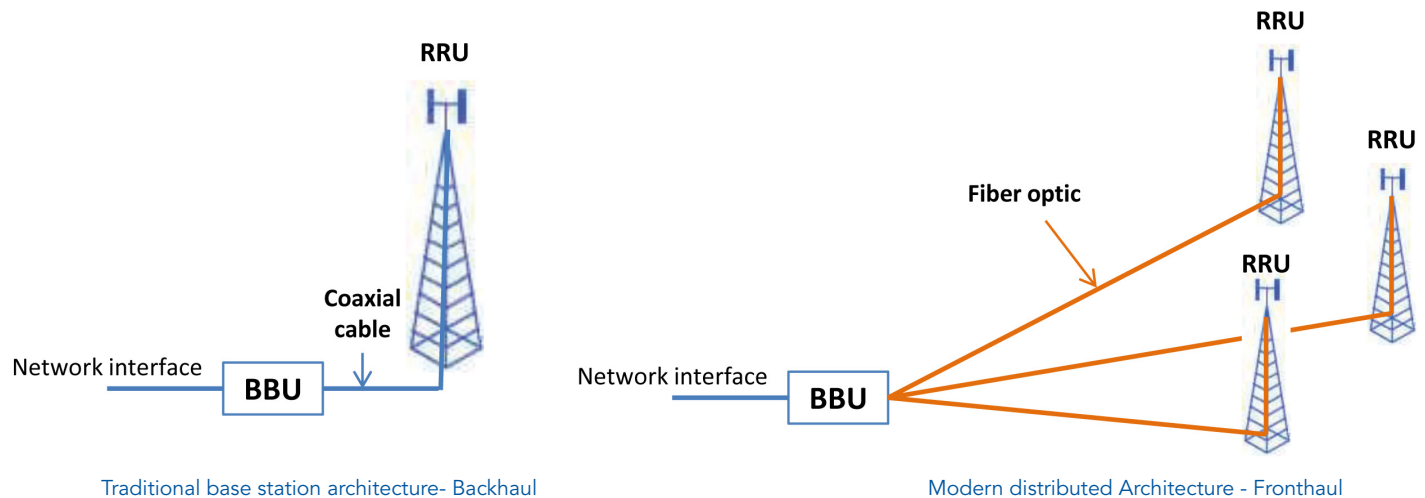 RRU
Coaxial
cable
Network interface
BBU
Traditional base station architecture- Backhaul
RRU
RRU
Fiber optic
RRU
Network interface
BBU
Modern distributed Architecture - Fronthaul